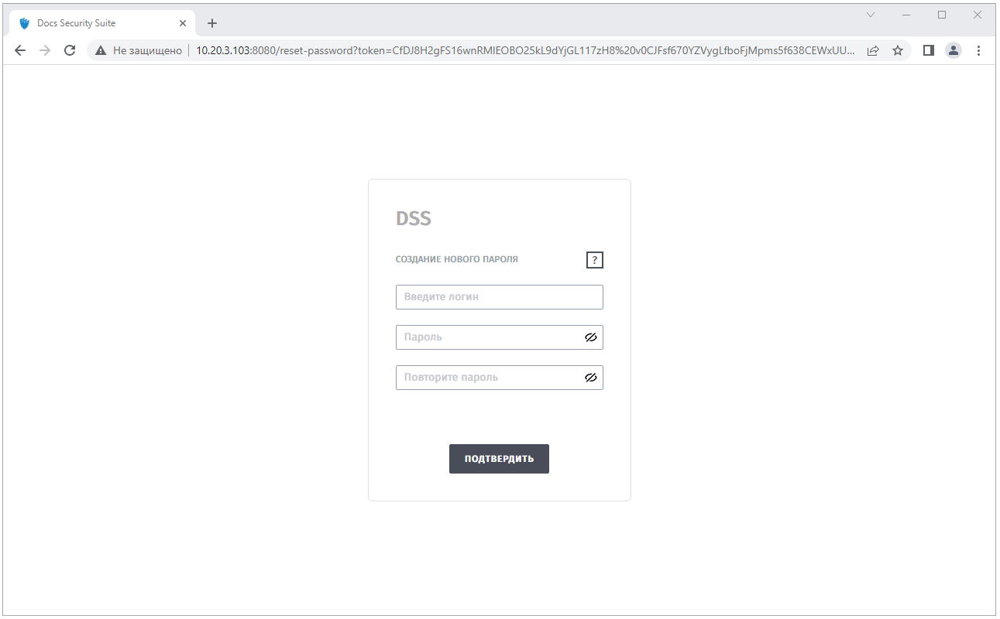 Docs Security Suite
Не защищено 10.20.3.103:8080/reset-password?token=CfDJ8H2gFS16wnRMIEOBO25kL9dYjGL117zH8%20v0CJFsf670YZVygLfboFjMpms5f638CEWxUU...
DSS
СОЗДАНИЕ НОВОГО ПАРОЛЯ ?
Введите логин
Пароль
Повторите пароль
ПОДТВЕРДИТЬ